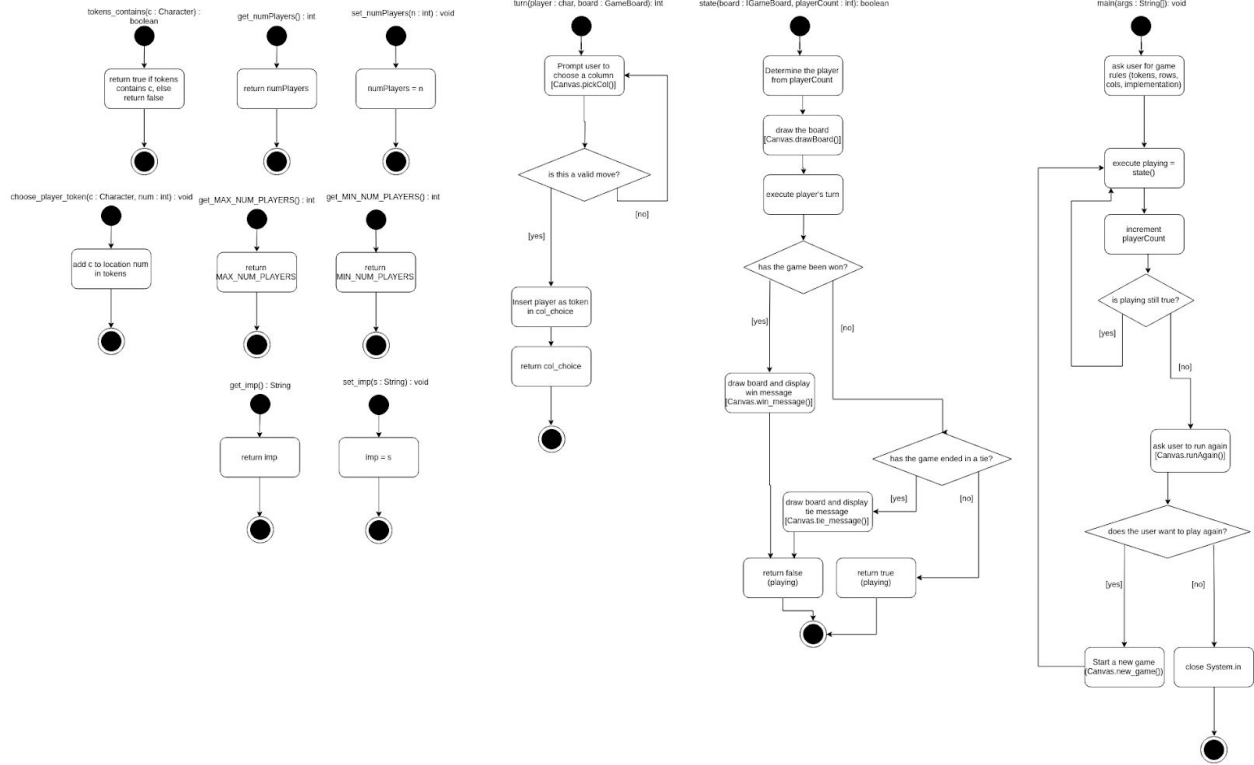 tokens_contains(c : Character) :
boolean
return true if tokens
contains c, else
return false
get_numPlayers() : int
return numPlayers
set_numPlayers(n : int) : void
numPlayers = n
choose_player_token(c : Character, num : int) : void
add c to location num
in tokens
get_MAX_NUM_PLAYERS() : int
return
MAX_NUM_PLAYERS
get_MIN_NUM_PLAYERS() : int
return
MIN_NUM_PLAYERS
get_imp() : String
return imp
set_imp(s : String) : void
imp = s
turn(player : char, board : GameBoard): int
Prompt user to
choose a column
[Canvas.pickCol()]
is this a valid move?
[no]
[yes]
Insert player as token
in col_choice
return col_choice
state(board : IGameBoard, playerCount : int): boolean
Determine the player
from playerCount
draw the board
[Canvas.drawBoard()]
execute player's turn
has the game been won?
[yes]
[no]
draw board and display
win message
[Canvas.win_message()]
has the game ended in a tie?
[yes]
[no]
draw board and display
tie message
[Canvas.tie_message()]
return false
(playing)
return true
(playing)
main(args : String[]): void
ask user for game
rules (tokens, rows,
cols, implementation)
execute playing =
state()
increment
playerCount
is playing still true?
[yes]
[no]
ask user to run again
[Canvas.runAgain()]
does the user want to play again?
[yes]
[no]
Start a new game
(Canvas.new_game())
close System.in